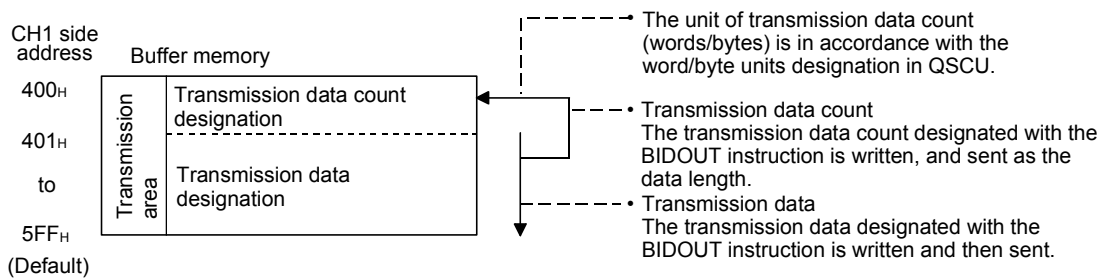 CH1 side
address
Buffer memory
400H
Transmission data count
designation
401H
to
Transmission data
designation
5FFH
(Default)
Transmission
area
• The unit of transmission data count
(words/bytes) is in accordance with the
word/byte units designation in QSCU.
• Transmission data count
The transmission data count designated with the
BIDOUT instruction is written, and sent as the
data length.
• Transmission data
The transmission data designated with the
BIDOUT instruction is written and then sent.